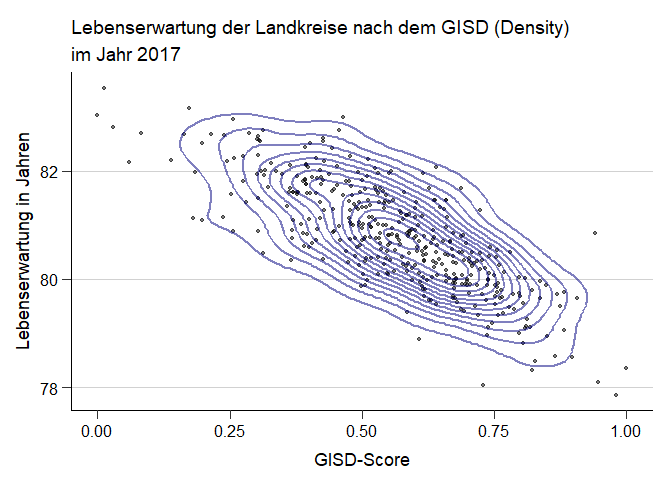 Lebenserwartung der Landkreise nach dem GISD (Density)
im Jahr 2017
Lebenserwartung in Jahren
82
80
78
0.00 0.25 0.50 0.75 1.00
GISD-Score